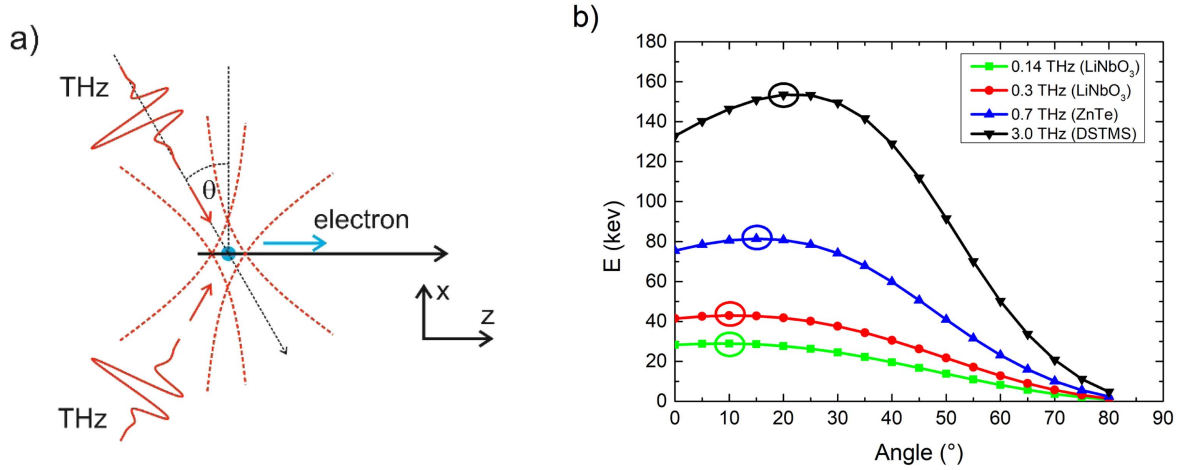 a)
THz
θ
electron
x
z
THz
b)
180
160
140
120
100
80
60
40
20
0
E (kev)
0.14 THz (LiNbO₃)
0.3 THz (LiNbO₃)
0.7 THz (ZnTe)
3.0 THz (DSTMS)
0 10 20 30 40 50 60 70 80 90
Angle (°)